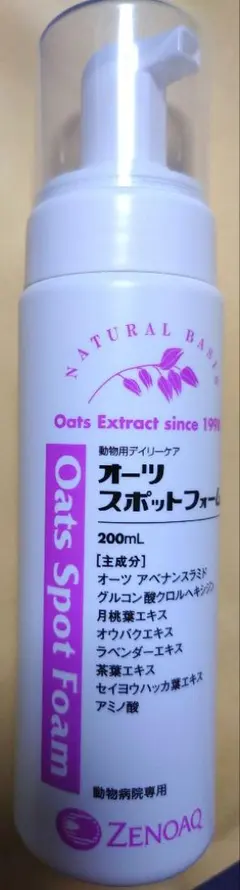 NATURAL BASE
Oats Extract since 199
Oats Spot Foam
動物用デイリーケア
オーツ
スポットフォーム
200mL
[主成分]
オーツ アベナンスラミド
グルコン酸クロルヘキシジン
月桃葉エキス
オウバクエキス
ラベンダーエキス
茶葉エキス
セイヨウハッカ葉エキス
アミノ酸
動物病院専用
ZENOAQ